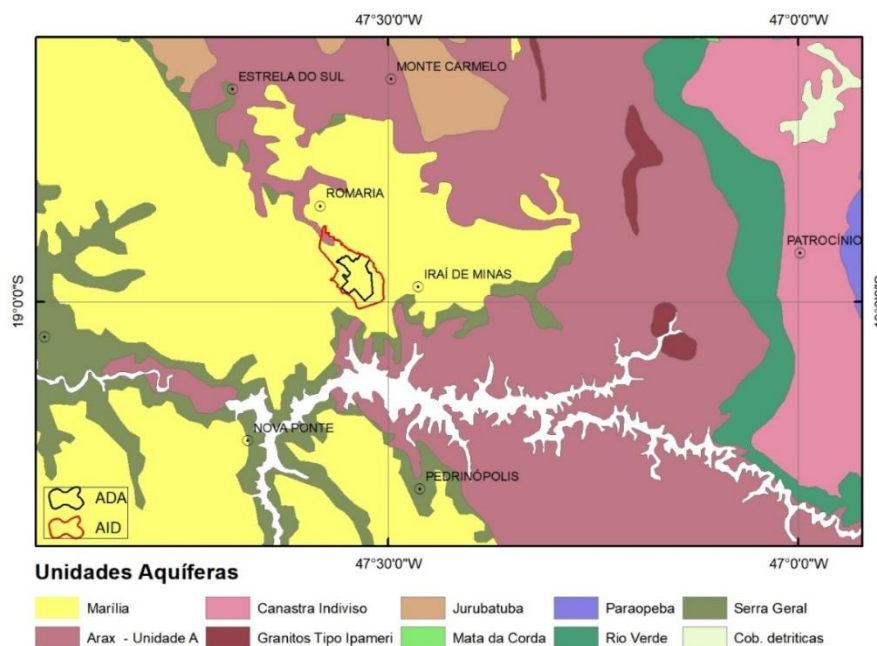 47°30'0"W
47°0'0"W
ESTRELA DO SUL
MONTE CARMELO
ROMARIA
PATROCÍNIO
IRAÍ DE MINAS
19°0'0"S
NOVA PONTE
PEDRINÓPOLIS
ADA
AID
47°30'0"W
47°0'0"W
Unidades Aquíferas
Marília
Canastra Indiviso
Jurubatuba
Paraopeba
Serra Geral
Arax - Unidade A
Granitos Tipo Ipameri
Mata da Corda
Rio Verde
Cob. detriticas